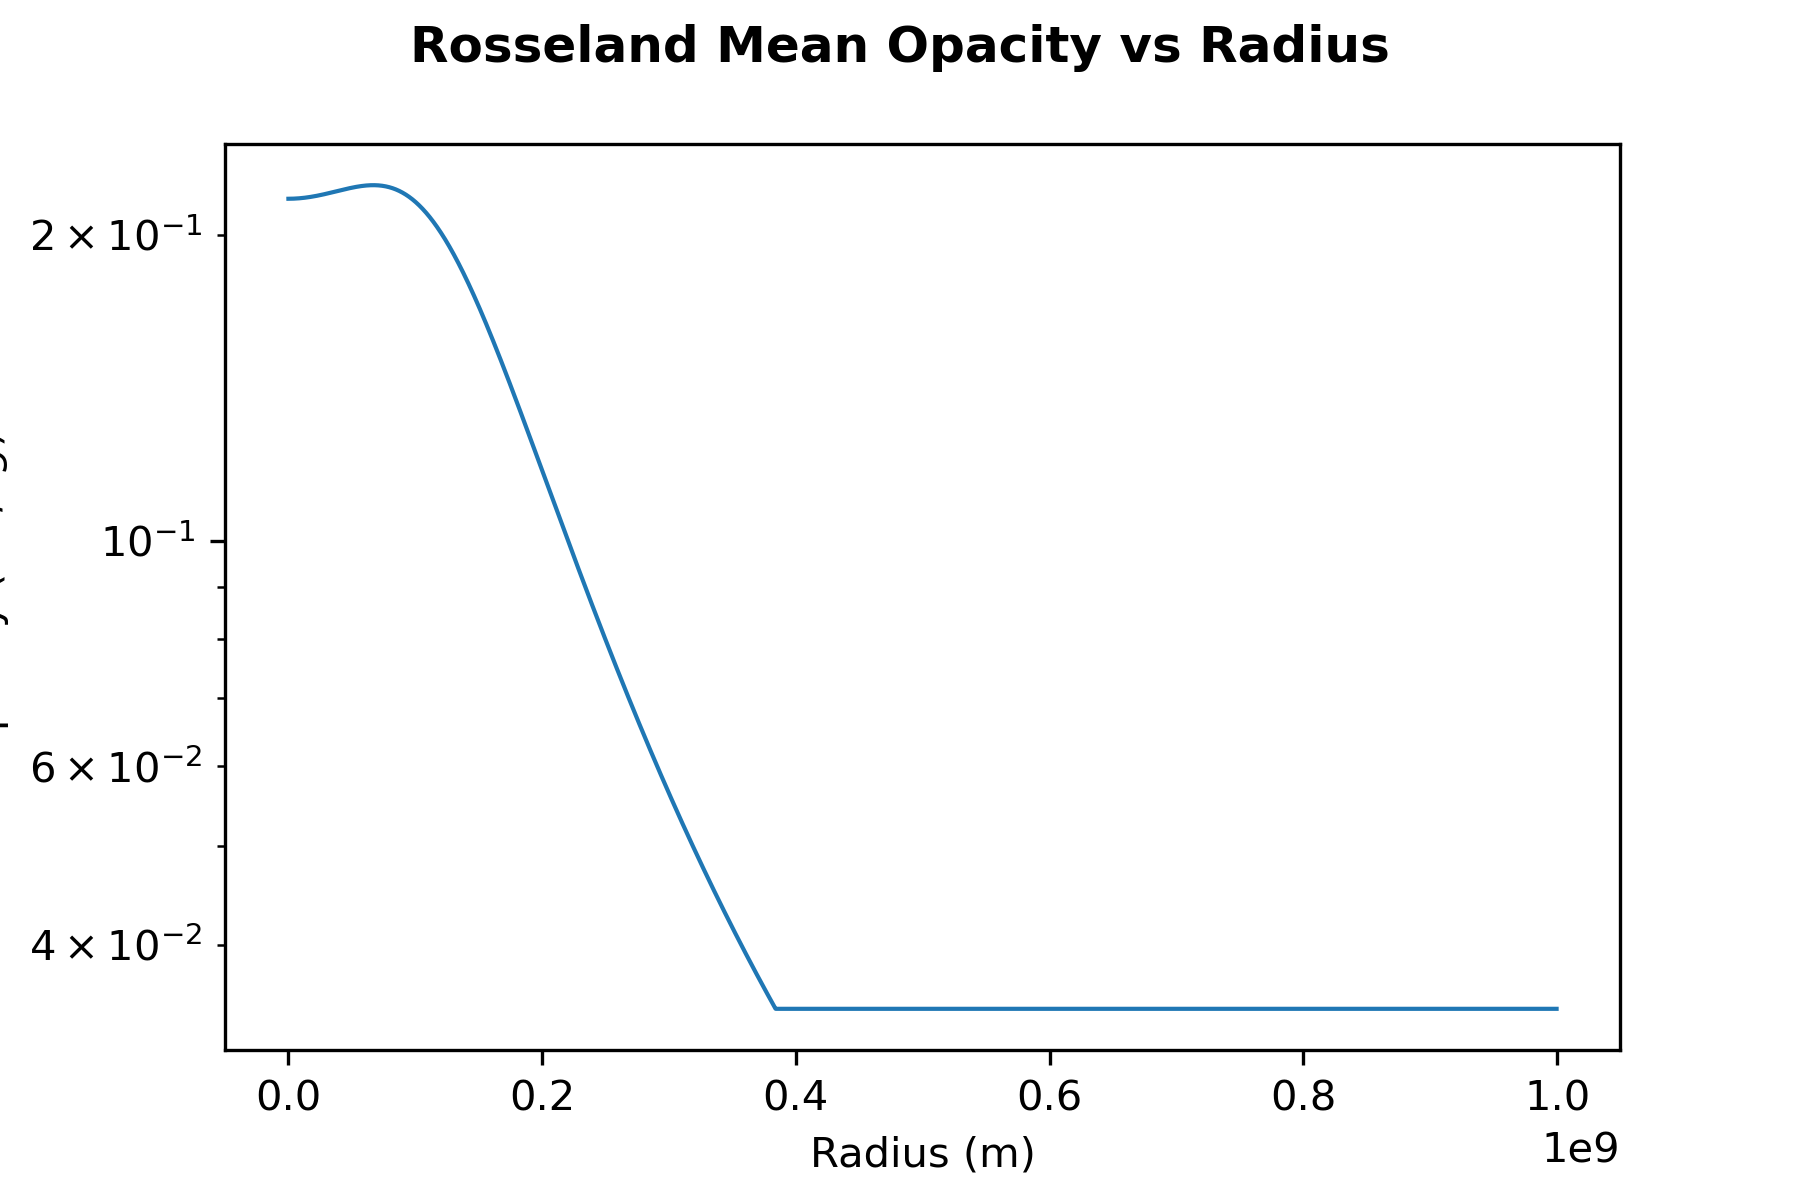 Rosseland Mean Opacity vs Radius
2 × 10⁻¹
10⁻¹
6 × 10⁻²
4 × 10⁻²
0.0 0.2 0.4 0.6 0.8 1.0
1e9
Radius (m)